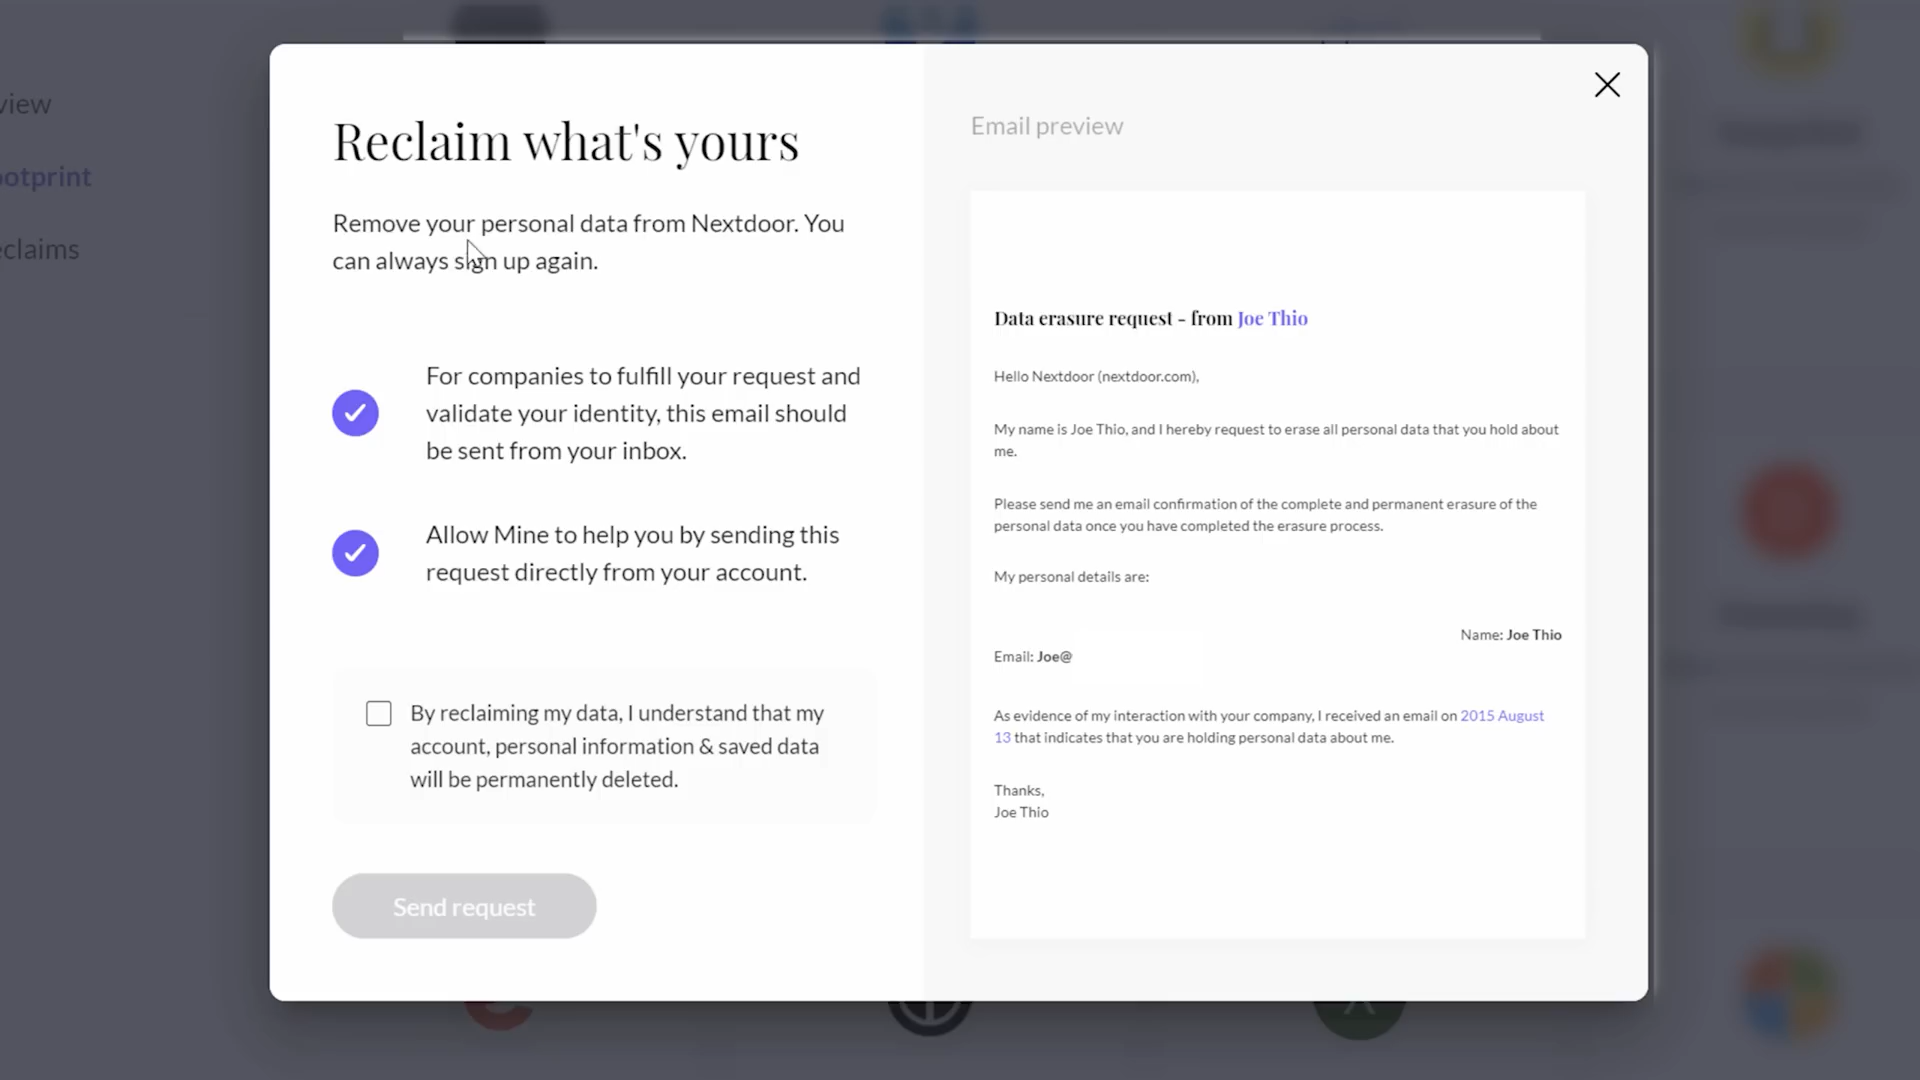 view
ootprint
eclaims
Reclaim what's yours
Remove your personal data from Nextdoor. You
can always sign up again.
For companies to fulfill your request and
validate your identity, this email should
be sent from your inbox.
Allow Mine to help you by sending this
request directly from your account.
By reclaiming my data, I understand that my
account, personal information & saved data
will be permanently deleted.
Send request
Email preview
Data erasure request - from Joe Thio
Hello Nextdoor (nextdoor.com),
My name is Joe Thio, and I hereby request to erase all personal data that you hold about
me.
Please send me an email confirmation of the complete and permanent erasure of the
personal data once you have completed the erasure process.
My personal details are:
Name: Joe Thio
Email: Joe@
As evidence of my interaction with your company, I received an email on 2015 August
13 that indicates that you are holding personal data about me.
Thanks,
Joe Thio